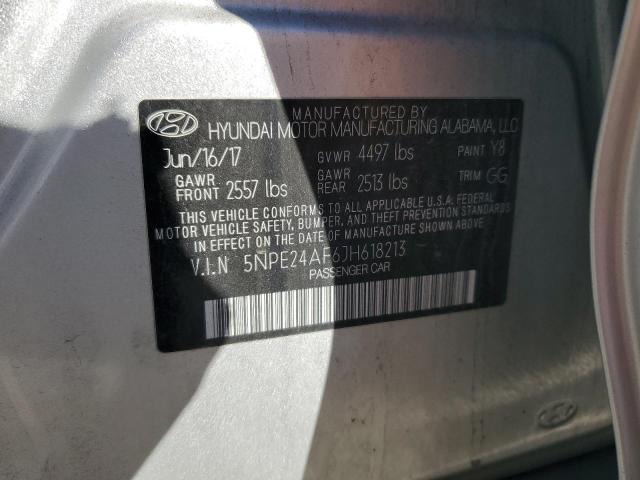 MANUFACTURED BY
HYUNDAI MOTOR MANUFACTURING ALABAMA, LLC
Jun/16/17 GVWR 4497 lbs PAINT Y8
GAWR FRONT 2557 lbs GAWR REAR 2513 lbs TRIM GG
THIS VEHICLE CONFORMS TO ALL APPLICABLE U.S.A. FEDERAL
MOTOR VEHICLE SAFETY, BUMPER, AND THEFT PREVENTION STANDARDS
IN EFFECT ON THE DATE OF MANUFACTURE SHOWN ABOVE
V.I.N 5NPE24AF6JH618213
PASSENGER CAR